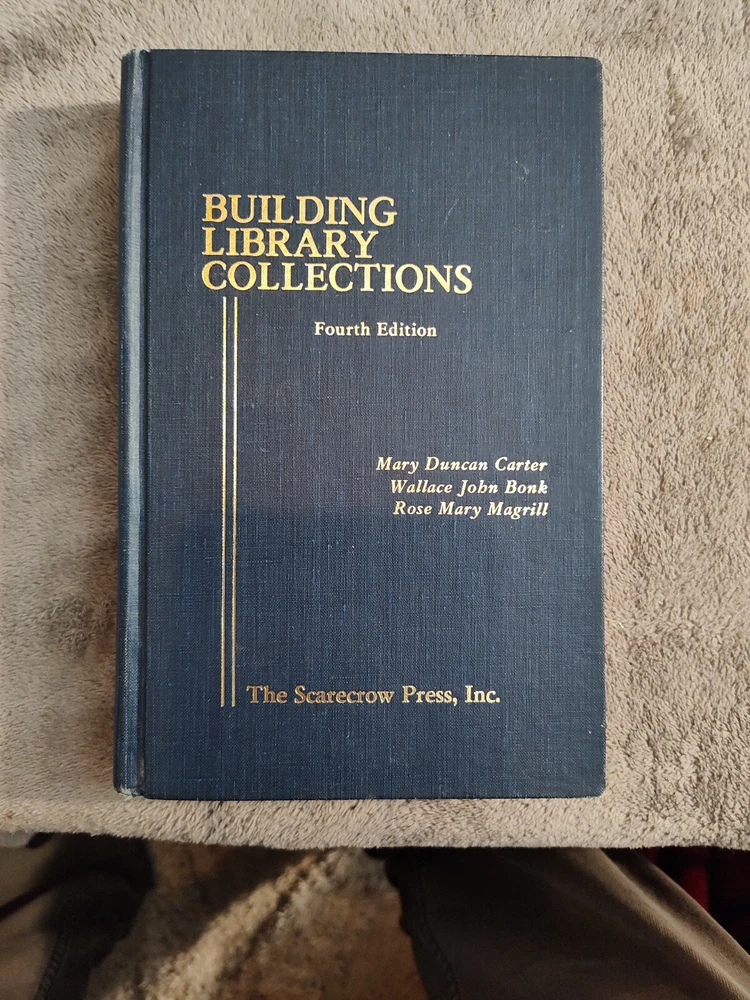 BUILDING
LIBRARY
COLLECTIONS
Fourth Edition
Mary Duncan Carter
Wallace John Bonk
Rose Mary Magrill
The Scarecrow Press, Inc.